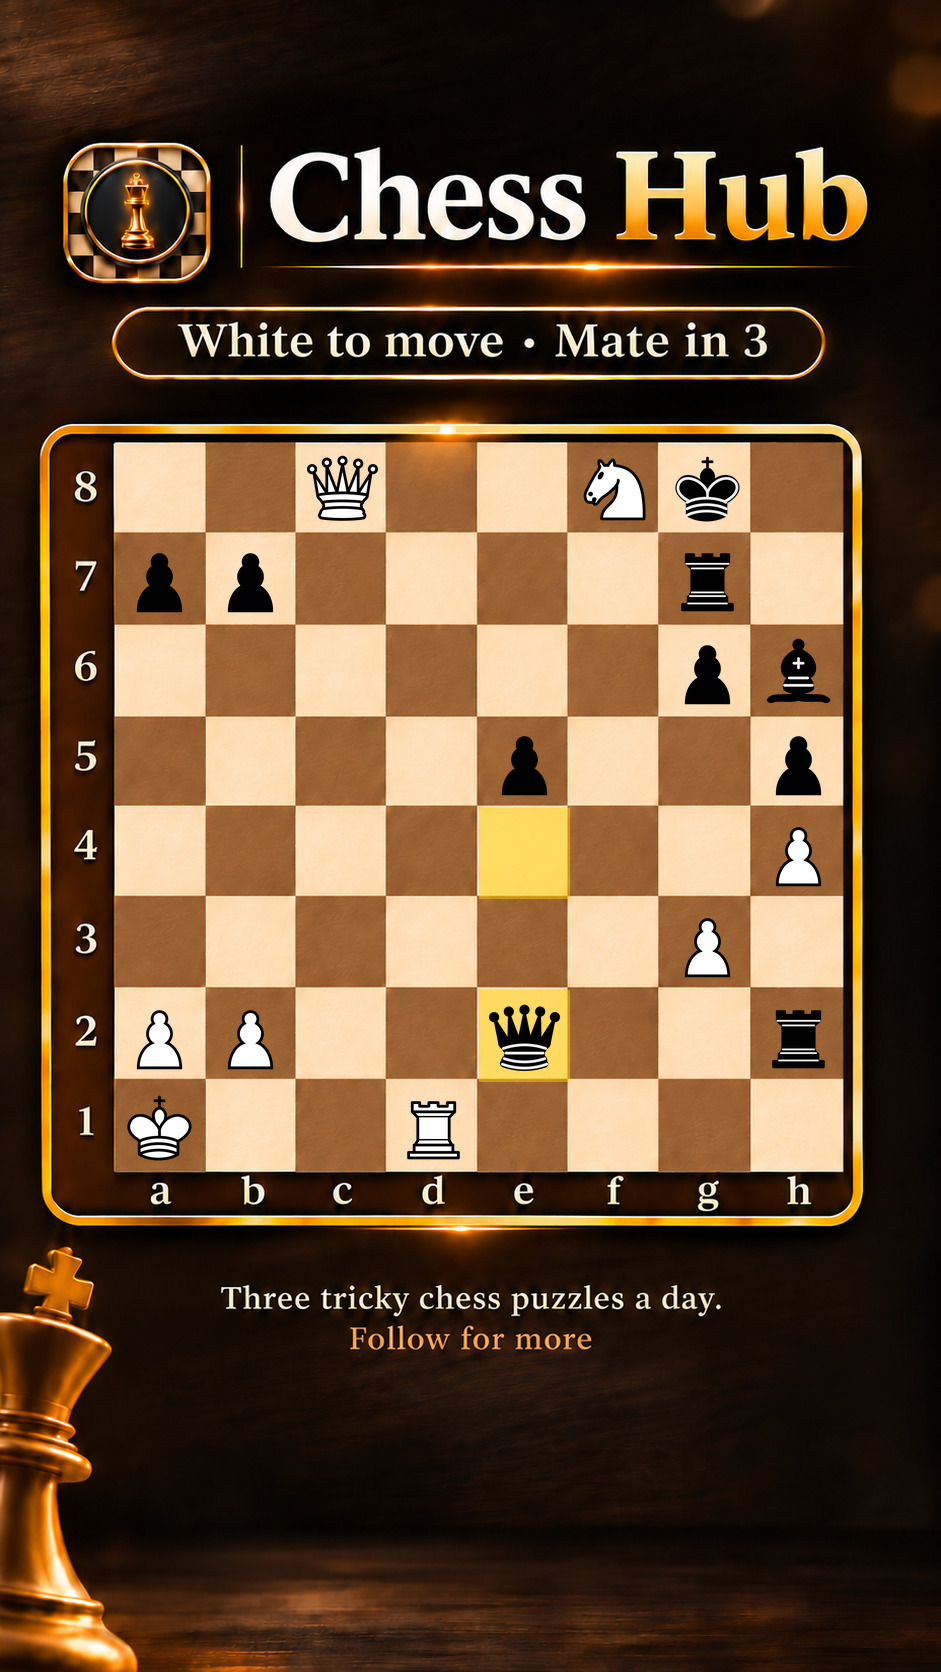 Chess Hub
White to move • Mate in 3
8
7
6
5
4
3
2
1
a b c d e f g h
Three tricky chess puzzles a day.
Follow for more